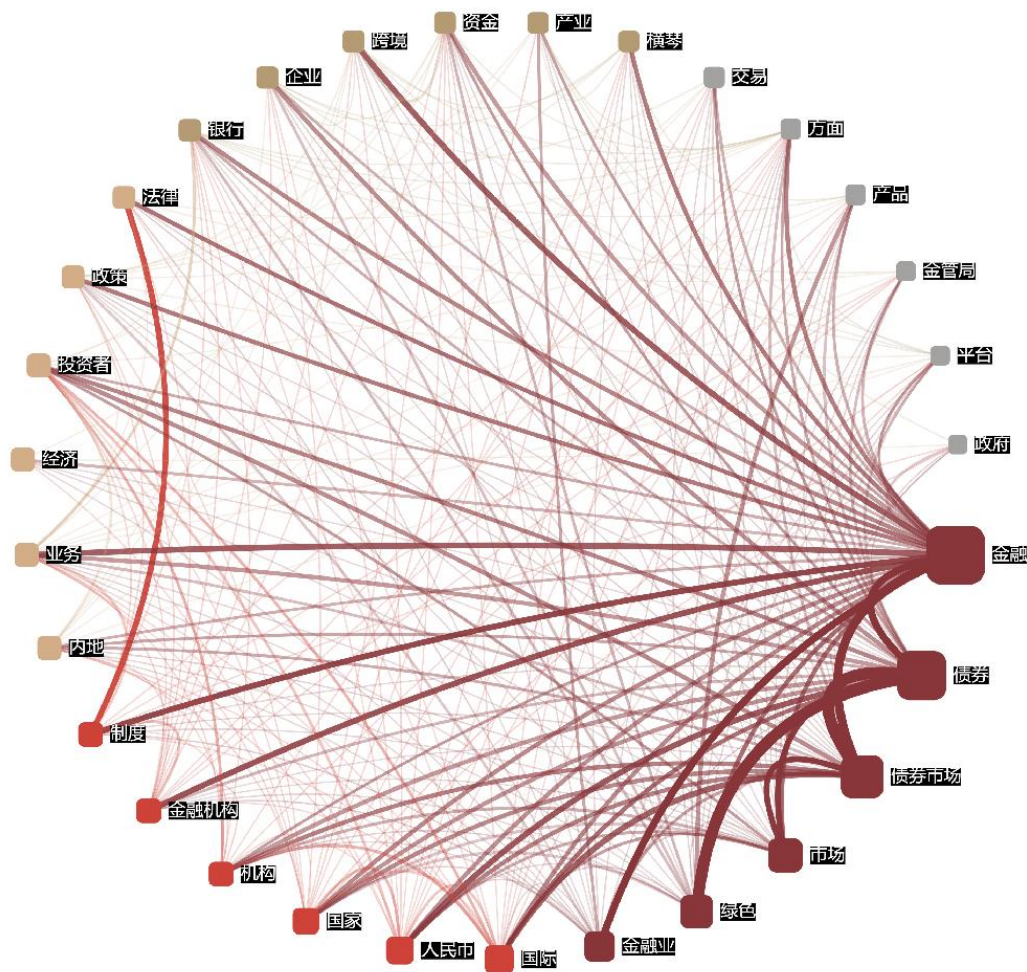 资金
产业
跨境
横琴
企业
交易
银行
方面
法律
产品
政策
金管局
投资者
平台
经济
政府
业务
金融
内地
债券
制度
债券市场
金融机构
市场
机构
绿色
国家
人民币
国际
金融业